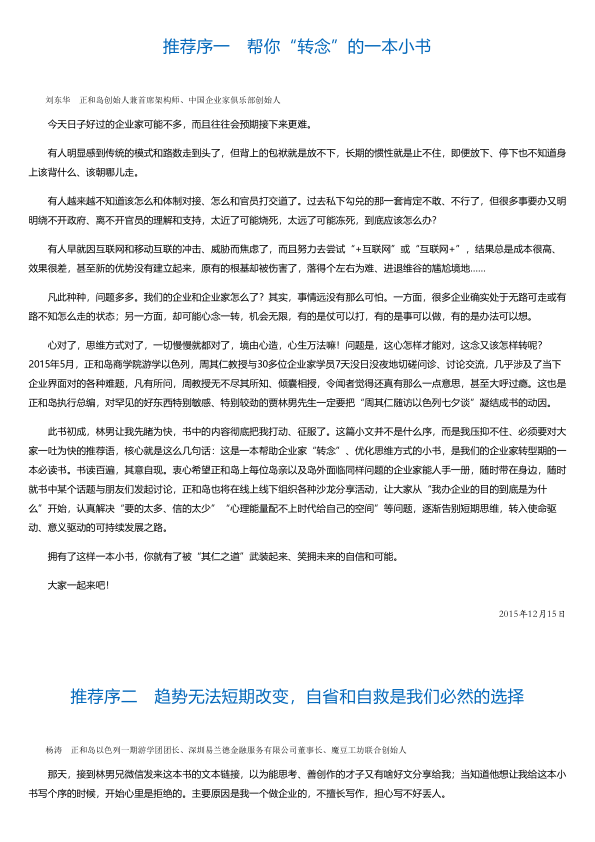 推荐序一 帮你“转念”的一本小书
刘东华 正和岛创始人兼首席架构师、中国企业家俱乐部创始人
今天日子好过的企业家可能不多，而且往往会预期接下来更难。
有人明显感到传统的模式和路数走到头了，但背上的包袱就是放不下，长期的惯性就是止不住，即便放下、停下也不知道身
上该背什么、该朝哪儿走。
有人越来越不知道该怎么和体制对接、怎么和官员打交道了。过去私下勾兑的那一套肯定不敢、不行了，但很多事要办又明
明绕不开政府、离不开官员的理解和支持，太近了可能烧死，太远了可能冻死，到底应该怎么办？
有人早就因互联网和移动互联的冲击、威胁而焦虑了，而且努力去尝试“+互联网”或“互联网+”，结果总是成本很高、
效果很差，甚至新的优势没有建立起来，原有的根基却被伤害了，落得个左右为难、进退维谷的尴尬境地……
凡此种种，问题多多。我们的企业和企业家怎么了？其实，事情远没有那么可怕。一方面，很多企业确实处于无路可走或有
路不知怎么走的状态；另一方面，却可能心念一转，机会无限，有的是仗可以打，有的是事可以做，有的是办法可以想。
心对了，思维方式对了，一切慢慢就都对了，境由心造，心生万法嘛！问题是，这心怎样才能对，这念又该怎样转呢？
2015年5月，正和岛商学院游学以色列，周其仁教授与30多位企业家学员7天没日没夜地切磋问诊、讨论交流，几乎涉及了当下
企业界面对的各种难题，凡有所问，周教授无不尽其所知、倾囊相授，令闻者觉得还真有那么一点意思，甚至大呼过瘾。这也是
正和岛执行总编，对罕见的好东西特别敏感、特别较劲的贾林男先生一定要把“周其仁随访以色列七夕谈”凝结成书的动因。
此书初成，林男让我先睹为快，书中的内容彻底把我打动、征服了。这篇小文并不是什么序，而是我压抑不住、必须要对大
家一吐为快的推荐语，核心就是这么几句话：这是一本帮助企业家“转念”、优化思维方式的小书，是我们的企业家转型期的一
本必读书。书读百遍，其意自现。衷心希望正和岛上每位岛亲以及岛外面临同样问题的企业家能人手一册，随时带在身边，随时
就书中某个话题与朋友们发起讨论，正和岛也将在线上线下组织各种沙龙分享活动，让大家从“我办企业的目的到底是为什
么”开始，认真解决“要的太多、信的太少”“心理能量配不上时代给自己的空间”等问题，逐渐告别短期思维，转入使命驱
动、意义驱动的可持续发展之路。
拥有了这样一本小书，你就有了被“其仁之道”武装起来、笑拥未来的自信和可能。
大家一起来吧！
2015年12月15日
推荐序二 趋势无法短期改变，自省和自救是我们必然的选择
杨涛 正和岛以色列一期游学团团长、深圳易兰德金融服务有限公司董事长、魔豆工坊联合创始人
那天，接到林男兄微信发来这本书的文本链接，以为能思考、善创作的才子又有啥好文分享给我；当知道他想让我给这本小
书写个序的时候，开始心里是拒绝的。主要原因是我一个做企业的，不擅长写作，担心写不好丢人。